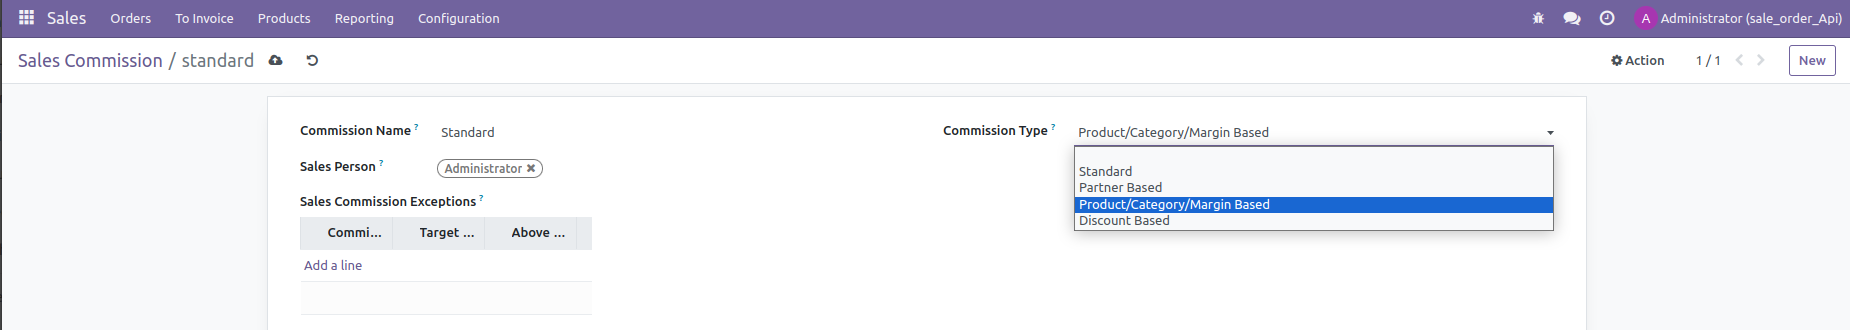 Sales Orders To Invoice Products Reporting Configuration A Administrator (sale_order_Api)
Sales Commission / standard Action 1 / 1 New
Commission Name ? Standard Commission Type ? Product/Category/Margin Based
Sales Person ? Administrator ✖
Standard
Partner Based
Product/Category/Margin Based
Discount Based
Sales Commission Exceptions ?
Commi... Target ... Above ...
Add a line